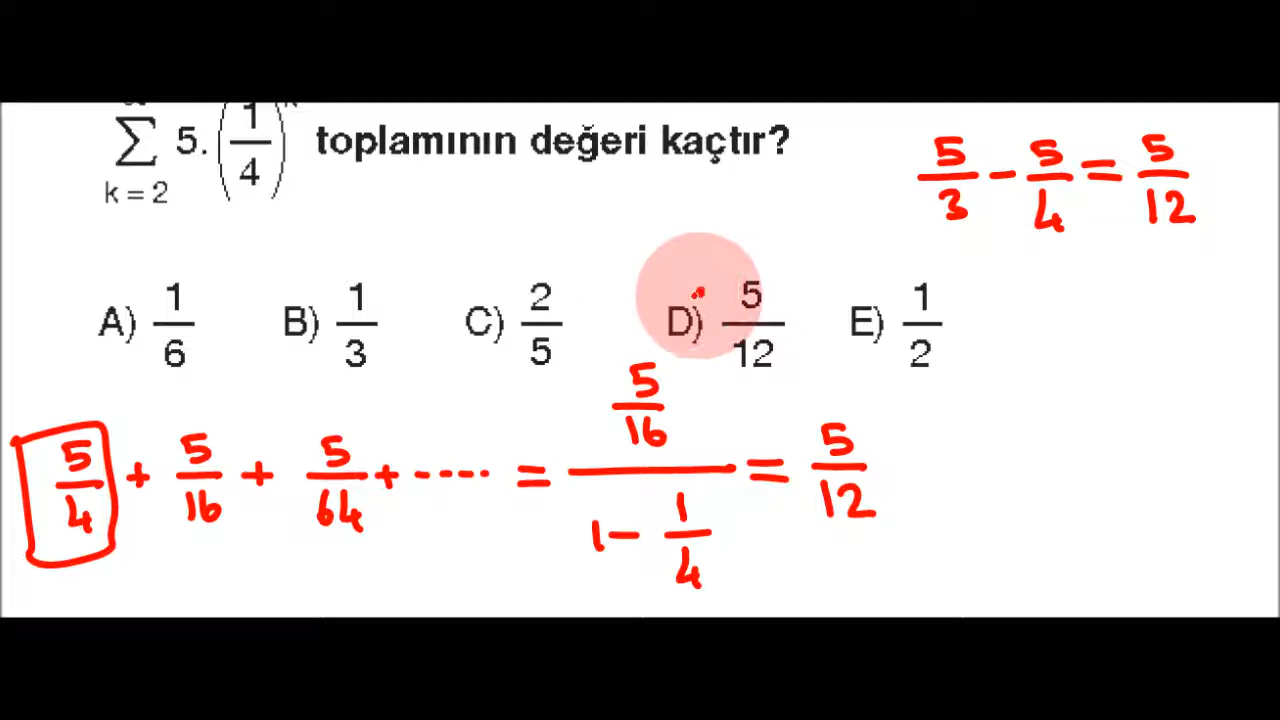 ∑ 5. (1/4)^k toplamının değeri kaçtır?
k = 2
5/3 - 5/4 = 5/12
A) 1/6 B) 1/3 C) 2/5 D) 5/12 E) 1/2
5/4 + 5/16 + 5/64 + ..... = (5/16)/(1 - 1/4) = 5/12